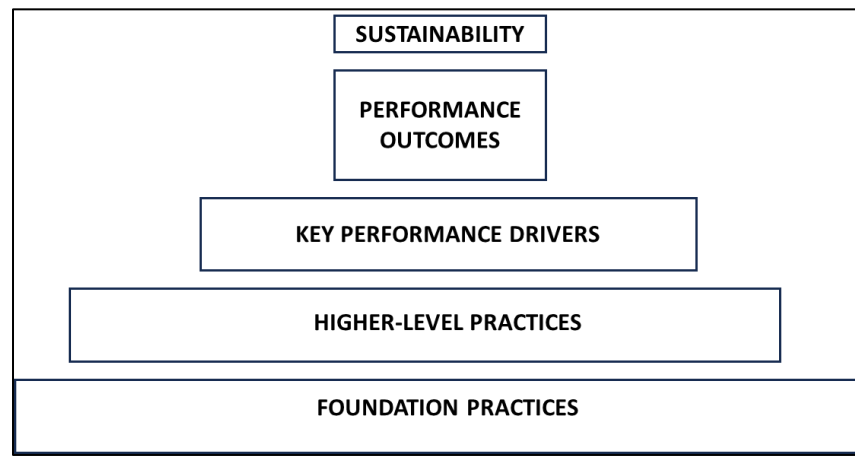 SUSTAINABILITY
PERFORMANCE
OUTCOMES
KEY PERFORMANCE DRIVERS
HIGHER-LEVEL PRACTICES
FOUNDATION PRACTICES